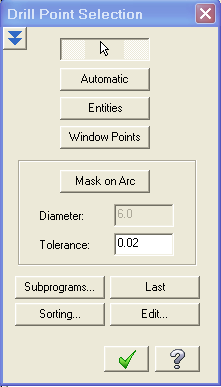 Drill Point Selection
Automatic
Entities
Window Points
Mask on Arc
Diameter: 6.0
Tolerance: 0.02
Subprograms... Last
Sorting... Edit...